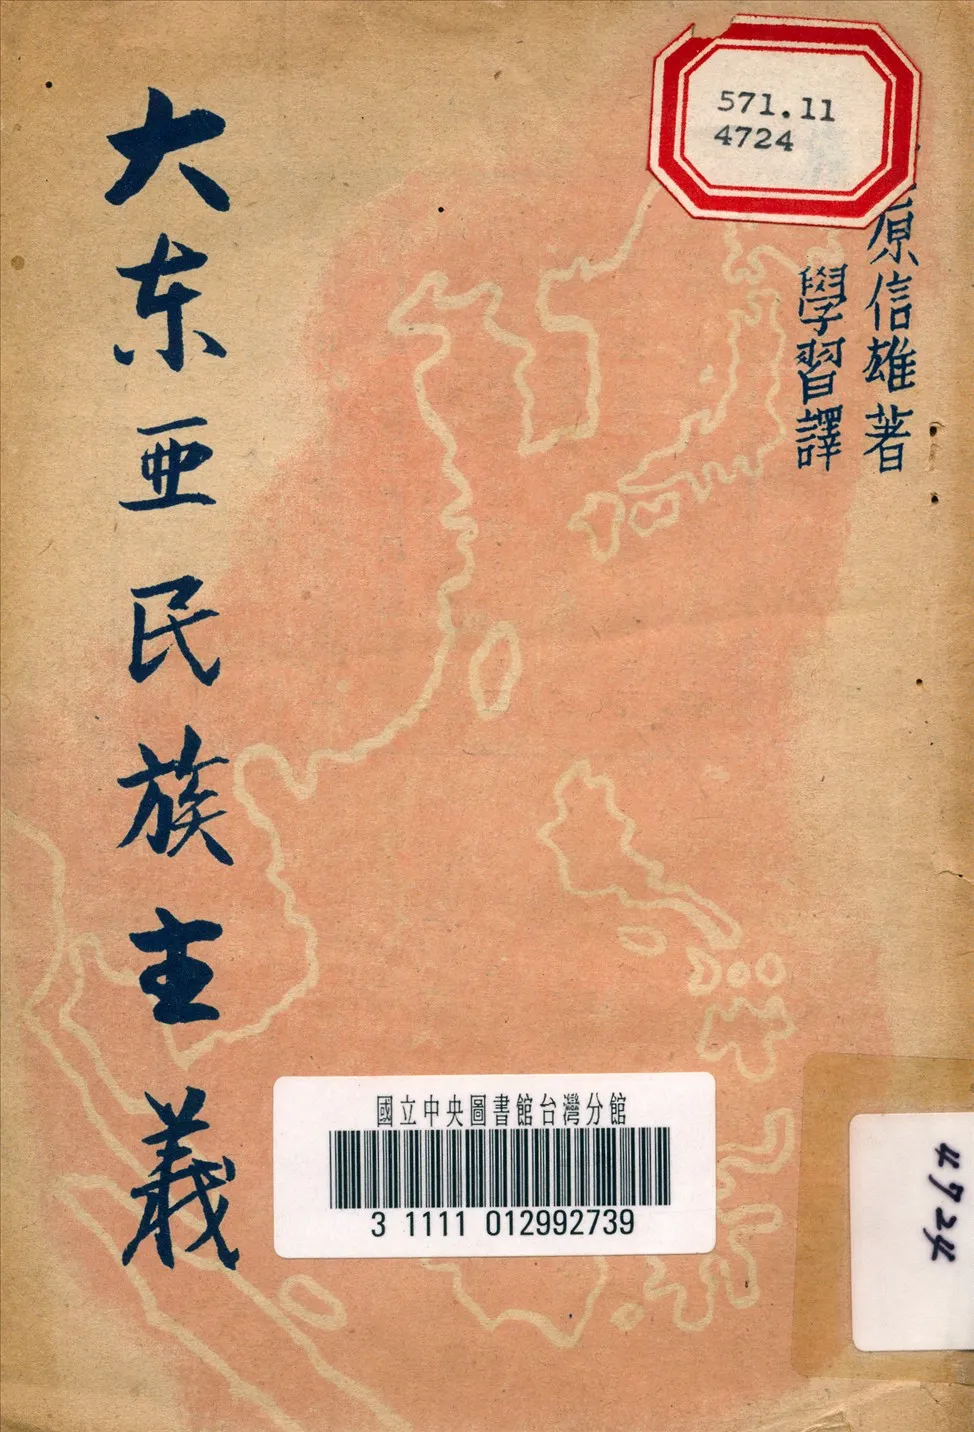 大东亜民族主義
原信雄著
學習譯
571.11
4724
國立中央圖書館台灣分館
3 1111 012992739
4724